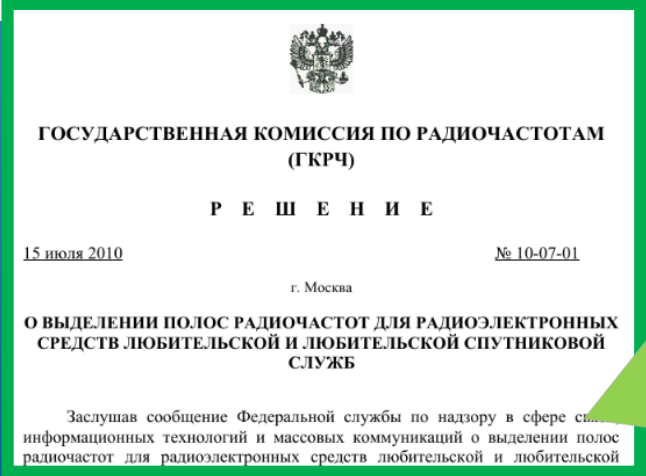 ГОСУДАРСТВЕННАЯ КОМИССИЯ ПО РАДИОЧАСТОТАМ
(ГКРЧ)
Р Е Ш Е Н И Е
15 июля 2010 № 10-07-01
г. Москва
О ВЫДЕЛЕНИИ ПОЛОС РАДИОЧАСТОТ ДЛЯ РАДИОЭЛЕКТРОННЫХ
СРЕДСТВ ЛЮБИТЕЛЬСКОЙ И ЛЮБИТЕЛЬСКОЙ СПУТНИКОВОЙ
СЛУЖБ
Заслушав сообщение Федеральной службы по надзору в сфере
информационных технологий и массовых коммуникаций о выделении полос
радиочастот для радиоэлектронных средств любительской и любительской